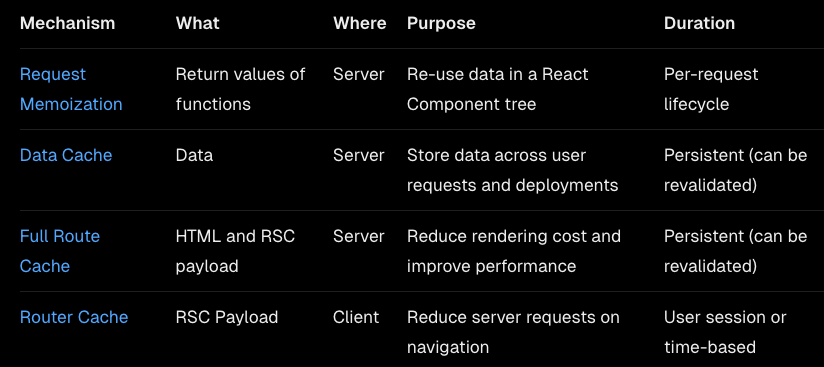 Mechanism What Where Purpose Duration
Request Return values of Server Re-use data in a React Per-request
Memoization functions Component tree lifecycle
Data Cache Data Server Store data across user Persistent (can be
requests and deployments revalidated)
Full Route HTML and RSC Server Reduce rendering cost and Persistent (can be
Cache payload improve performance revalidated)
Router Cache RSC Payload Client Reduce server requests on User session or
navigation time-based